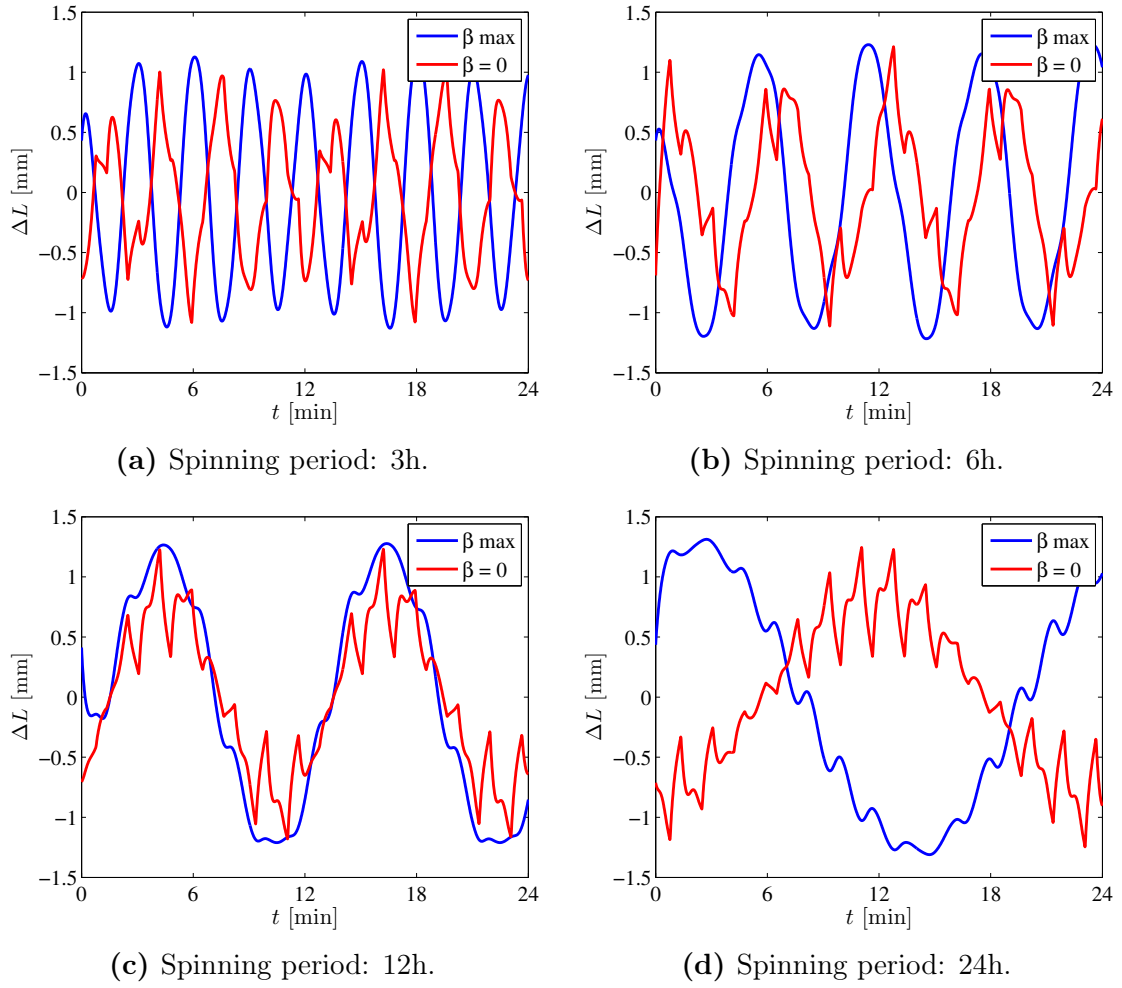 1.5
1
0.5
0
−0.5
−1
−1.5
ΔL [mm]
β max
β = 0
0 6 12 18 24
t [min]
(a) Spinning period: 3h.
1.5
1
0.5
0
−0.5
−1
−1.5
ΔL [mm]
β max
β = 0
0 6 12 18 24
t [min]
(b) Spinning period: 6h.
1.5
1
0.5
0
−0.5
−1
−1.5
ΔL [mm]
β max
β = 0
0 6 12 18 24
t [min]
(c) Spinning period: 12h.
1.5
1
0.5
0
−0.5
−1
−1.5
ΔL [mm]
β max
β = 0
0 6 12 18 24
t [min]
(d) Spinning period: 24h.